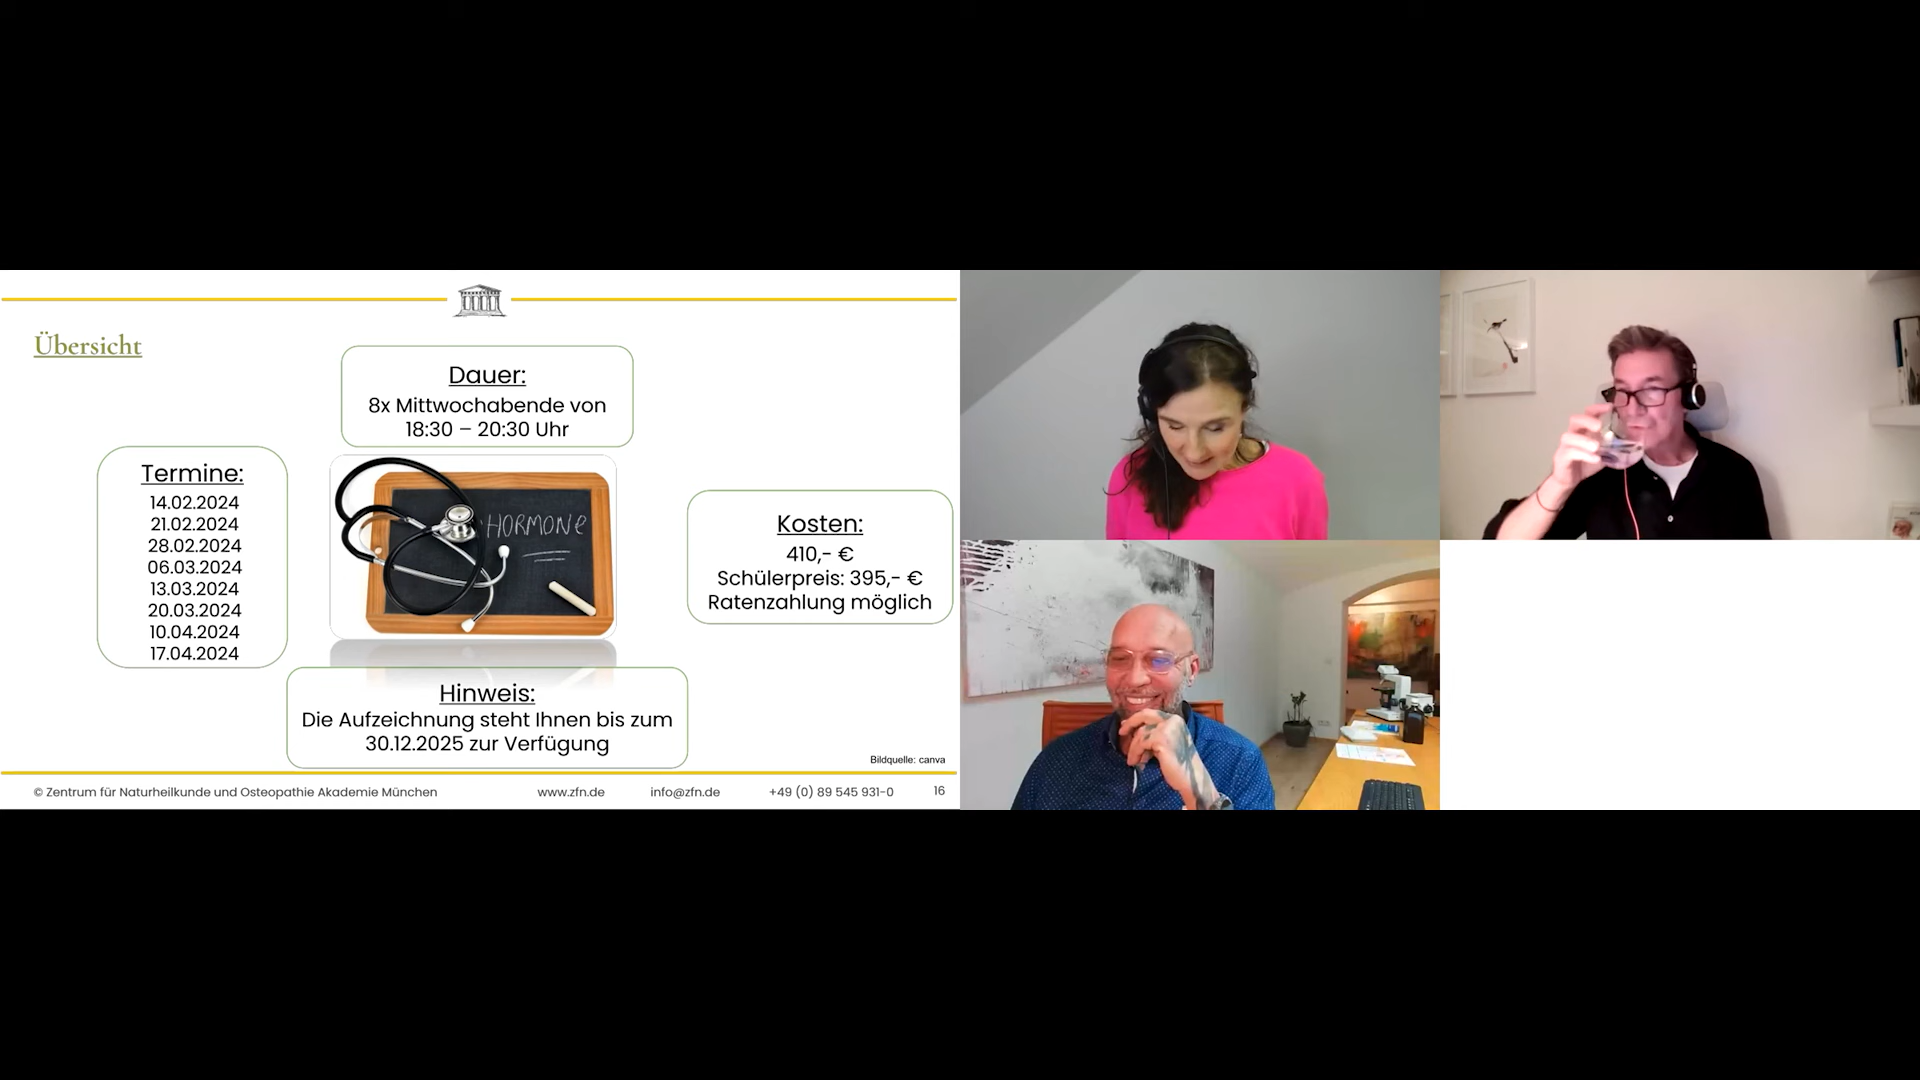 Übersicht
Dauer:
8x Mittwochabende von
18:30 – 20:30 Uhr
Termine:
14.02.2024
21.02.2024
28.02.2024
06.03.2024
13.03.2024
20.03.2024
10.04.2024
17.04.2024
HORMONE
Kosten:
410,- €
Schülerpreis: 395,- €
Ratenzahlung möglich
Hinweis:
Die Aufzeichnung steht Ihnen bis zum
30.12.2025 zur Verfügung
Bildquelle: canva
© Zentrum für Naturheilkunde und Osteopathie Akademie München www.zfn.de info@zfn.de +49 (0) 89 545 931-0 16